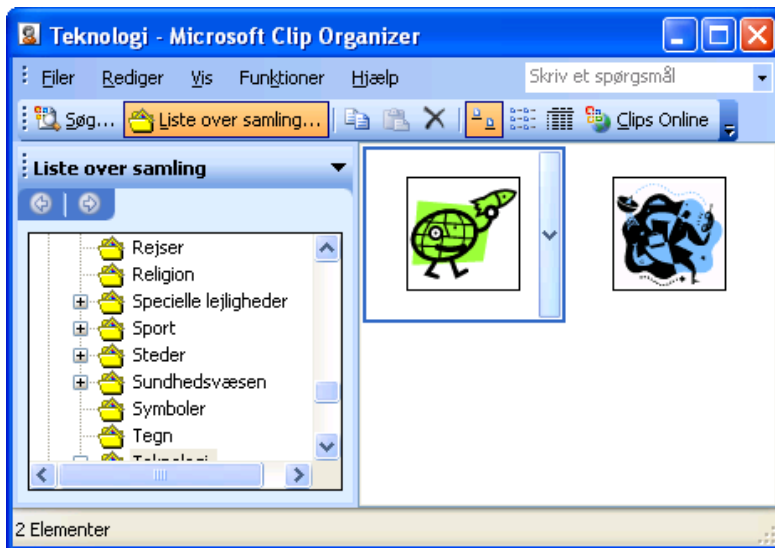 Teknologi - Microsoft Clip Organizer
Filer Rediger Vis Funktioner Hjælp Skriv et spørgsmål
Søg... Liste over samling... Clips Online
Liste over samling
Rejser
Religion
Specielle lejligheder
Sport
Steder
Sundhedsvæsen
Symboler
Tegn
Teknologi
2 Elementer